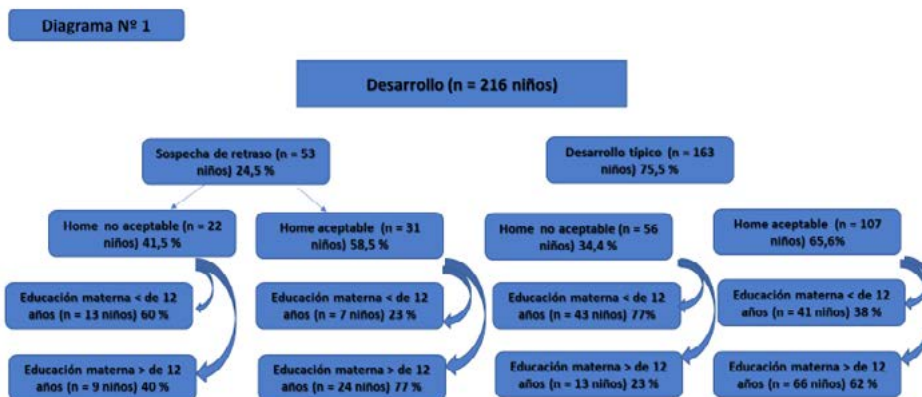 Diagrama Nº 1
Desarrollo (n = 216 niños)
Sospecha de retraso (n = 53
niños) 24,5 %
Desarrollo típico (n = 163
niños) 75,5 %
Home no aceptable (n = 22
niños) 41,5 %
Home aceptable (n = 31
niños) 58,5 %
Home no aceptable (n = 56
niños) 34,4 %
Home aceptable (n = 107
niños) 65,6%
Educación materna < de 12
años (n = 13 niños) 60 %
Educación materna < de 12
años (n = 7 niños) 23 %
Educación materna < de 12
años (n = 43 niños) 77%
Educación materna < de 12
años (n = 41 niños) 38 %
Educación materna > de 12
años (n = 9 niños) 40 %
Educación materna > de 12
años (n = 24 niños) 77 %
Educación materna > de 12
años (n = 13 niños) 23 %
Educación materna > de 12
años (n = 66 niños) 62 %